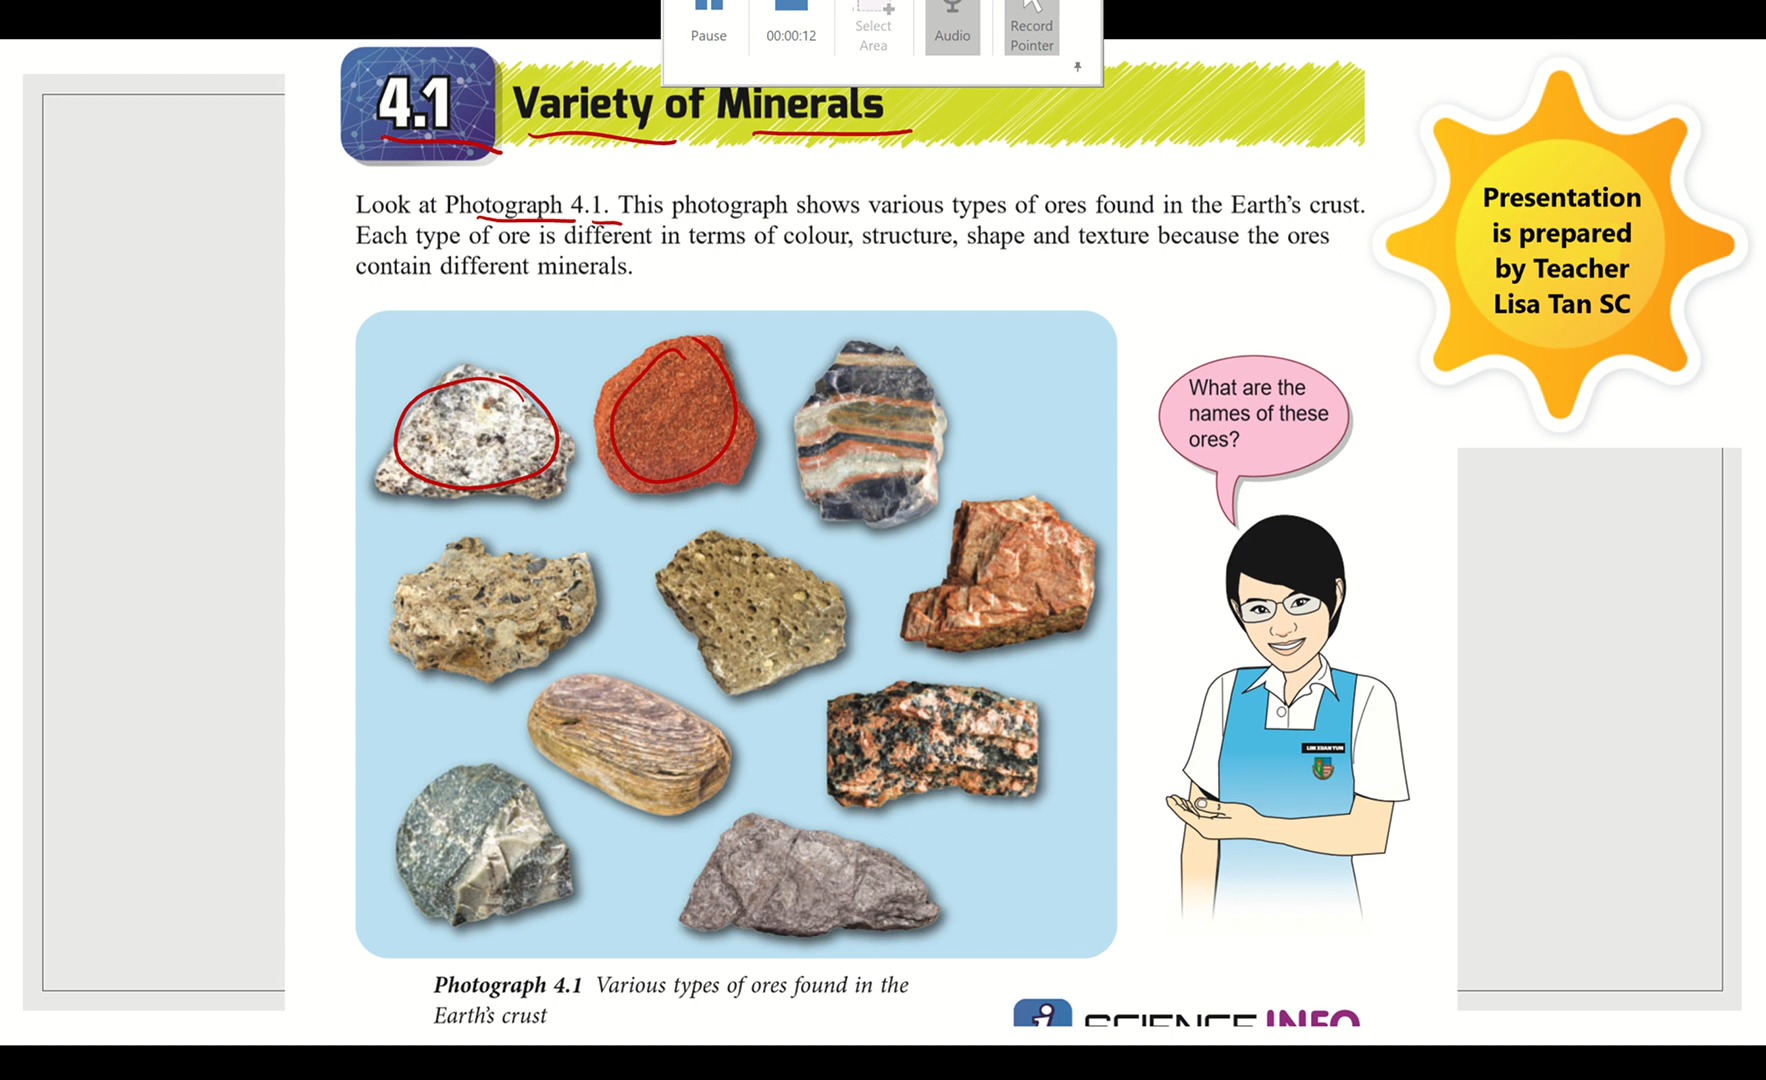 Pause
00:00:12
Select
Area
Audio
Record
Pointer
4.1 Variety of Minerals
Look at Photograph 4.1. This photograph shows various types of ores found in the Earth’s crust.
Each type of ore is different in terms of colour, structure, shape and texture because the ores
contain different minerals.
Presentation
is prepared
by Teacher
Lisa Tan SC
What are the
names of these
ores?
LIM XUAN YUN
Photograph 4.1 Various types of ores found in the
Earth’s crust
i SCIENCE INFO